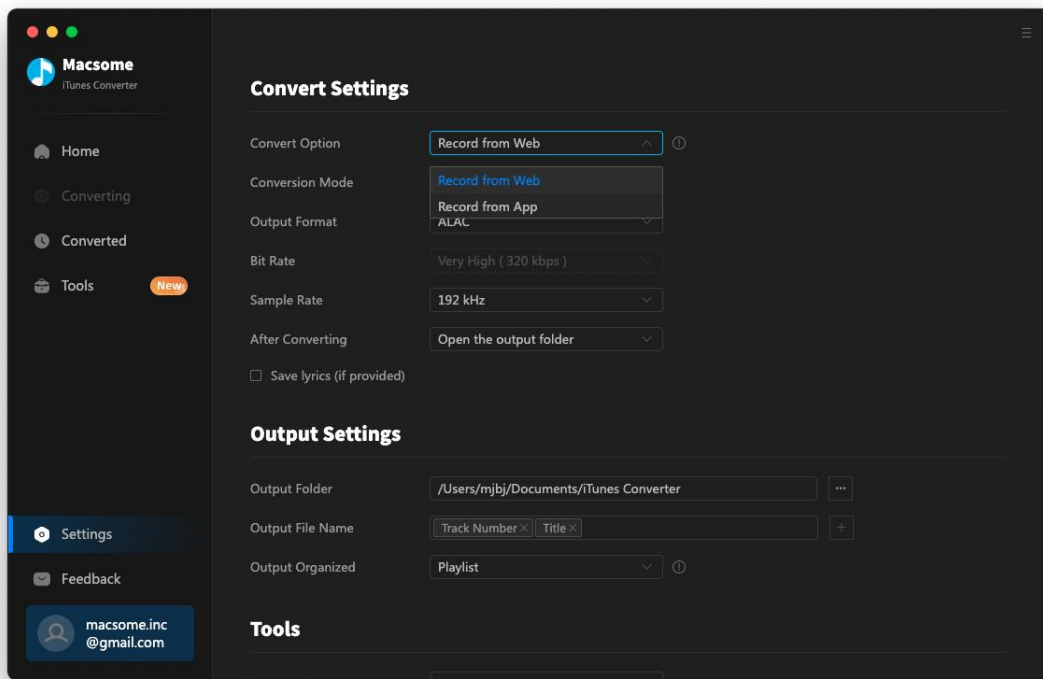 Macsome
iTunes Converter
Home
Converting
Converted
Tools New
Settings
Feedback
macsome.inc
@gmail.com
Convert Settings
Convert Option Record from Web
Record from Web
Conversion Mode
Record from App
Output Format ALAC
Bit Rate Very High ( 320 kbps )
Sample Rate 192 kHz
After Converting Open the output folder
Save lyrics (if provided)
Output Settings
Output Folder /Users/mjbj/Documents/iTunes Converter ...
Output File Name Track Number × Title × +
Output Organized Playlist
Tools